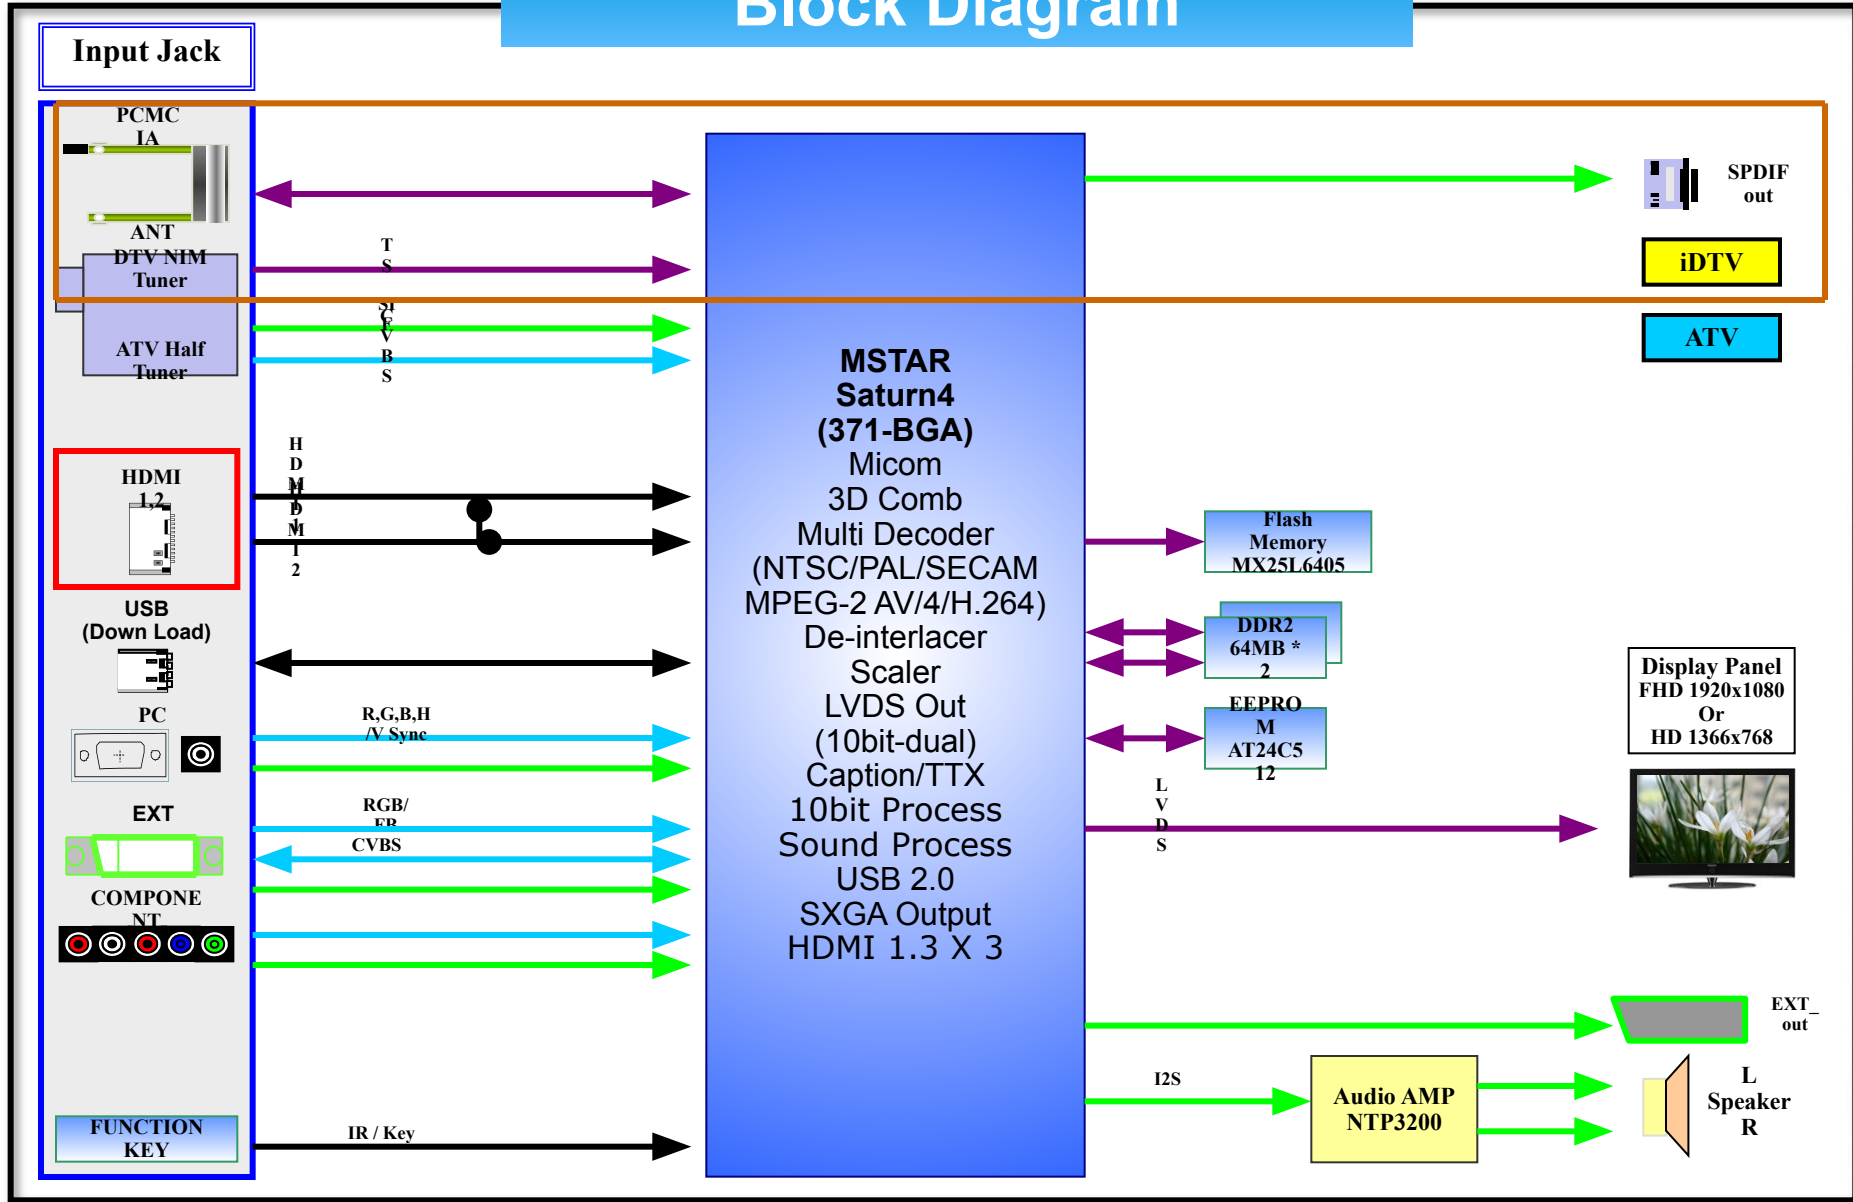 Block Diagram
Input Jack
PCMC
IA
ANT
DTV NIM
Tuner
ATV Half
Tuner
HDMI
1,2
USB
(Down Load)
PC
EXT
COMPONE
NT
FUNCTION
KEY
T
S
SI
F
C
V
B
S
H
D
M
I
1
H
D
M
I
2
R,G,B,H
/V Sync
RGB/
FB
CVBS
IR / Key
MSTAR
Saturn4
(371-BGA)
Micom
3D Comb
Multi Decoder
(NTSC/PAL/SECAM
MPEG-2 AV/4/H.264)
De-interlacer
Scaler
LVDS Out
(10bit-dual)
Caption/TTX
10bit Process
Sound Process
USB 2.0
SXGA Output
HDMI 1.3 X 3
SPDIF
out
iDTV
ATV
Flash
Memory
MX25L6405
DDR2
64MB *
2
EEPRO
M
AT24C5
12
L
V
D
S
Display Panel
FHD 1920x1080
Or
HD 1366x768
EXT_
out
I2S
Audio AMP
NTP3200
L
Speaker
R